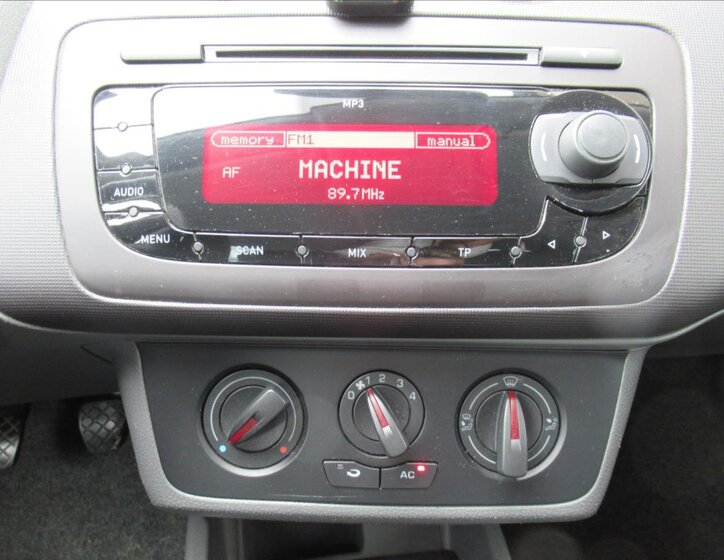 MP3
memory FM1 manual
AF MACHINE
89.7MHz
AUDIO
MENU SCAN MIX TP
0 1 2 3 4
AC